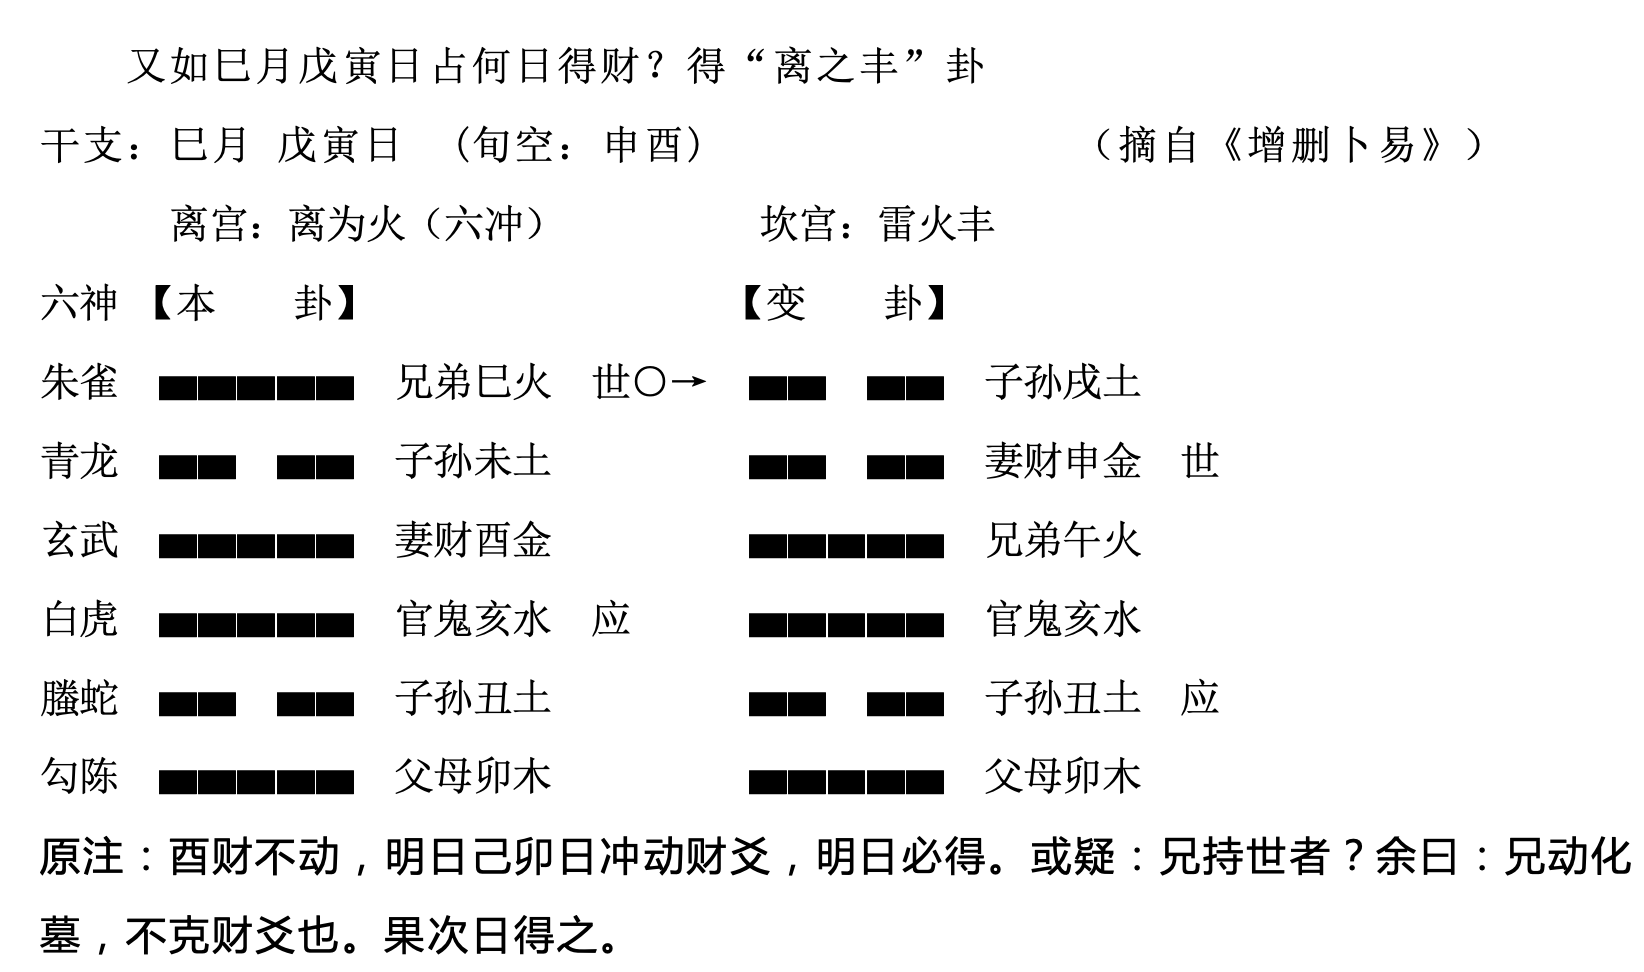 又如巳月戊寅日占何日得财？得“离之丰”卦
干支：巳月 戊寅日 （旬空：申酉） （摘自《增删卜易》）
离宫：离为火（六冲） 坎宫：雷火丰
六神 【本 卦】 【变 卦】
朱雀 兄弟巳火 世〇→ 子孙戌土
青龙 子孙未土 妻财申金 世
玄武 妻财酉金 兄弟午火
白虎 官鬼亥水 应 官鬼亥水
螣蛇 子孙丑土 子孙丑土 应
勾陈 父母卯木 父母卯木
原注：酉财不动，明日己卯日冲动财爻，明日必得。或疑：兄持世者？余曰：兄动化
墓，不克财爻也。果次日得之。